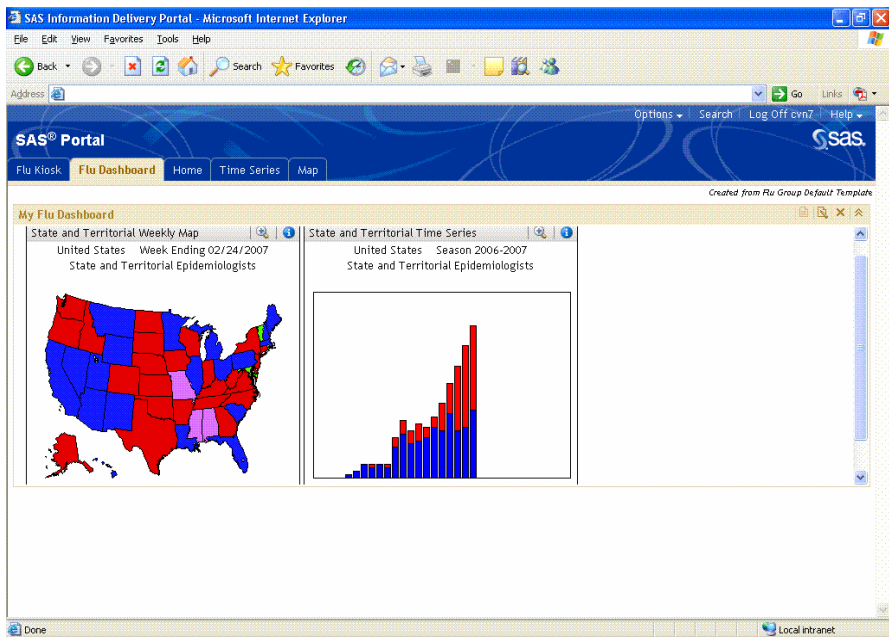 SAS Information Delivery Portal - Microsoft Internet Explorer
File Edit View Favorites Tools Help
Back Search Favorites
Address Go Links
Options Search Log Off cvn7 Help
SAS® Portal sas.
Flu Kiosk Flu Dashboard Home Time Series Map
Created from Flu Group Default Template
My Flu Dashboard
State and Territorial Weekly Map State and Territorial Time Series
United States Week Ending 02/24/2007 United States Season 2006-2007
State and Territorial Epidemiologists State and Territorial Epidemiologists
Done Local intranet